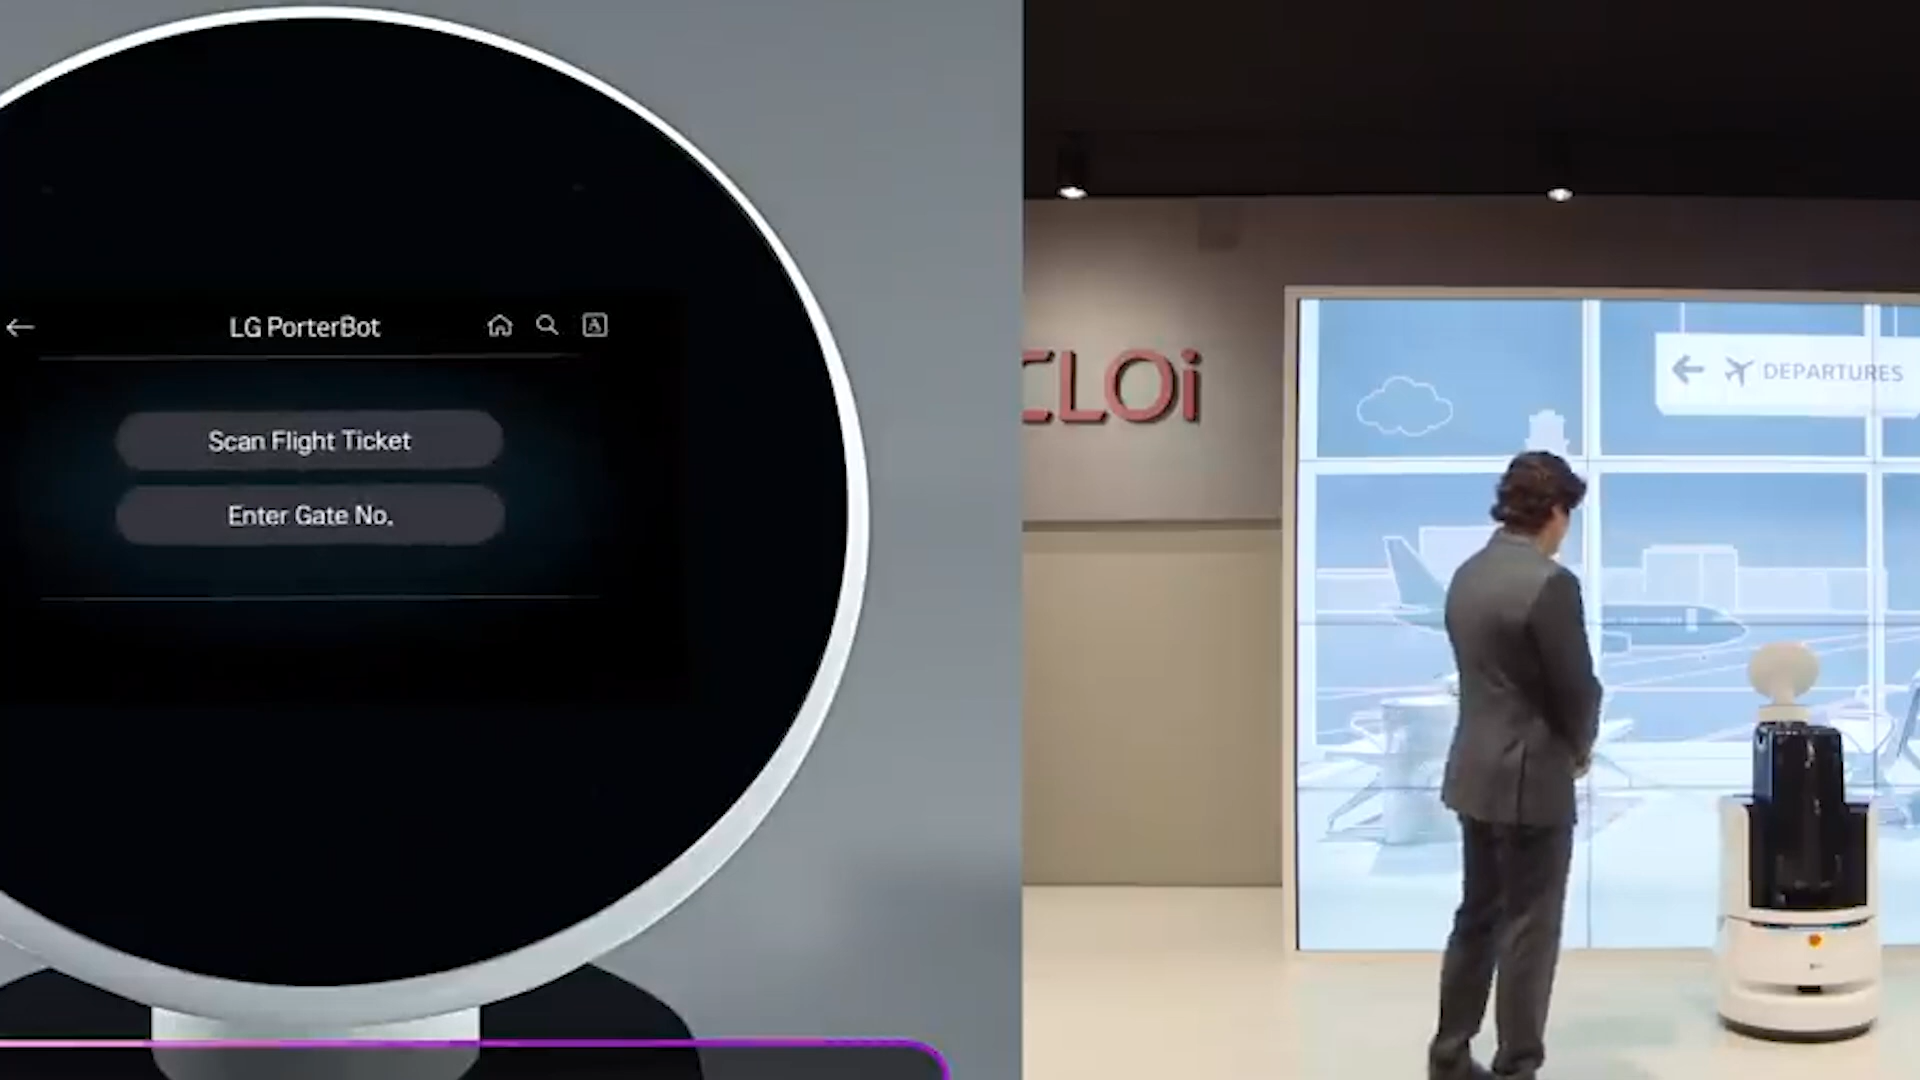 LG PorterBot
A
Scan Flight Ticket
Enter Gate No.
CLOi
DEPARTURES